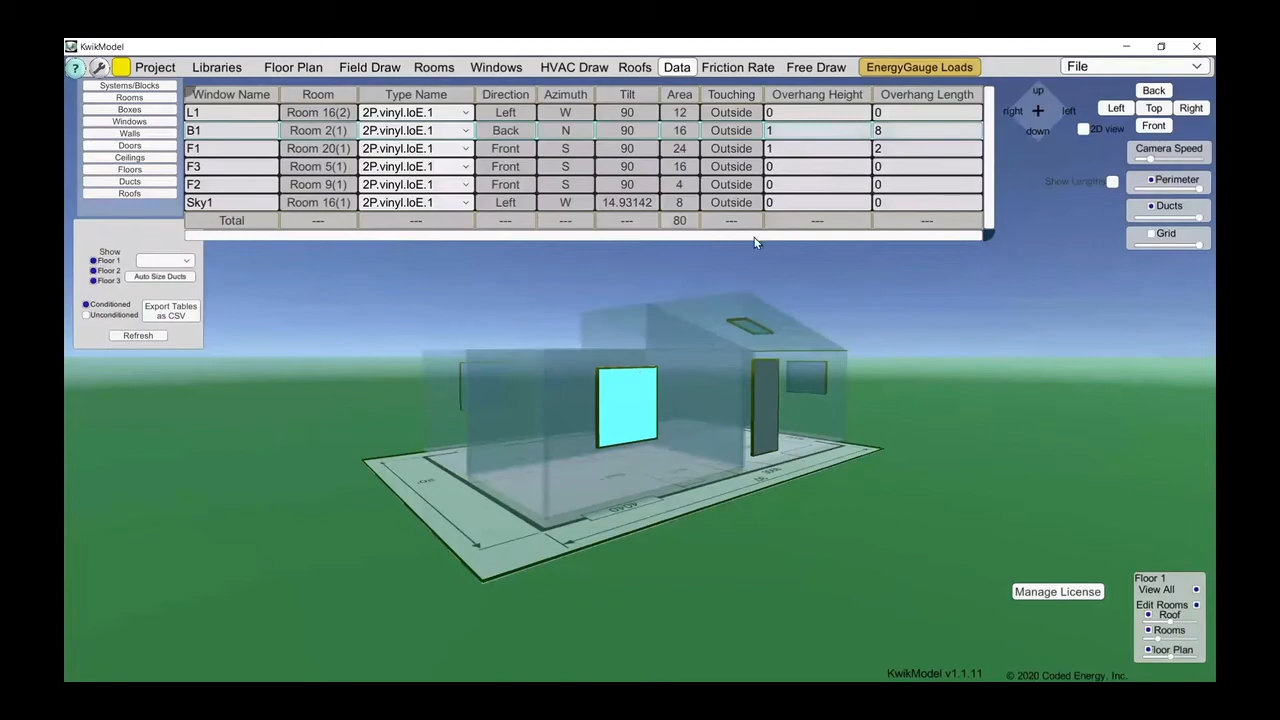 KwikModel
? Project Libraries Floor Plan Field Draw Rooms Windows HVAC Draw Roofs Data Friction Rate Free Draw EnergyGauge Loads File
Systems/Blocks
Rooms
Boxes
Windows
Walls
Doors
Ceilings
Floors
Ducts
Roofs
Window Name Room Type Name Direction Azimuth Tilt Area Touching Overhang Height Overhang Length
L1 Room 16(2) 2P.vinyl.loE.1 Left W 90 12 Outside 0 0
B1 Room 2(1) 2P.vinyl.loE.1 Back N 90 16 Outside 1 8
F1 Room 20(1) 2P.vinyl.loE.1 Front S 90 24 Outside 1 2
F3 Room 5(1) 2P.vinyl.loE.1 Front S 90 16 Outside 0 0
F2 Room 9(1) 2P.vinyl.loE.1 Front S 90 4 Outside 0 0
Sky1 Room 16(1) 2P.vinyl.loE.1 Left W 14.93142 8 Outside 0 0
Total --- --- --- --- --- 80 --- --- ---
up
right left
down
2D view
Back
Left Top Right
Front
Camera Speed
Show Lengths
Perimeter
Ducts
Grid
Show
Floor 1
Floor 2
Floor 3
Auto Size Ducts
Conditioned
Unconditioned
Export Tables
as CSV
Refresh
Manage License
Floor 1
View All
Edit Rooms
Roof
Rooms
Floor Plan
KwikModel v1.1.11
© 2020 Coded Energy, Inc.